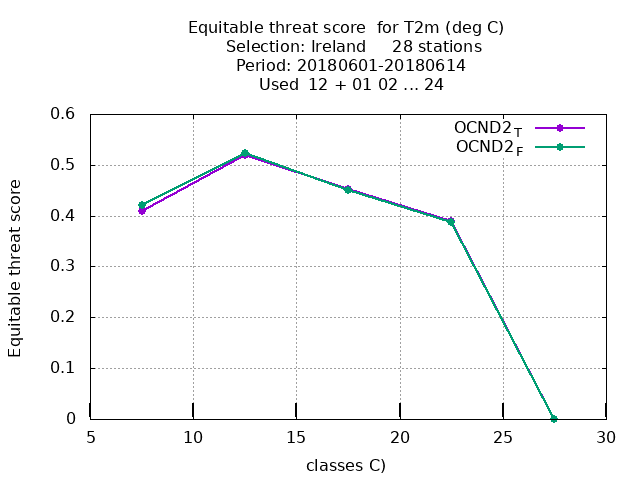 Equitable threat score  for T2m (deg C)
Selection: Ireland     28 stations
Period: 20180601-20180614
Used  12 + 01 02 ... 24
OCND2T
OCND2F
Equitable threat score
0.6
0.5
0.4
0.3
0.2
0.1
0
5 10 15 20 25 30
classes C)